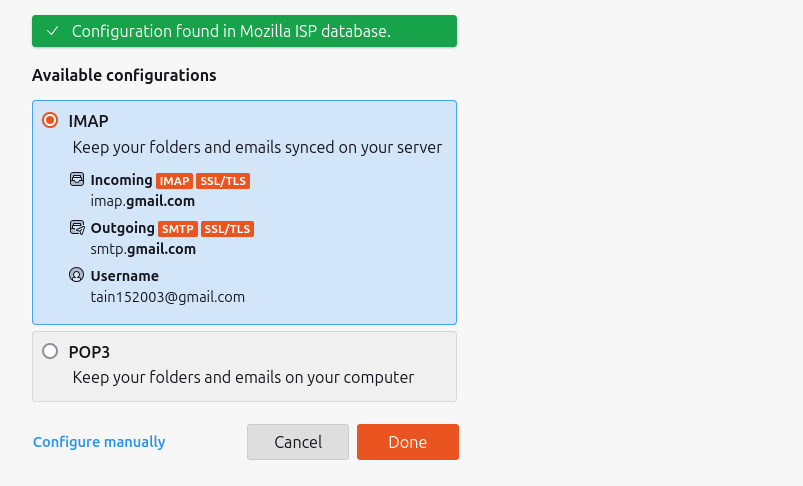 Configuration found in Mozilla ISP database.
Available configurations
IMAP
Keep your folders and emails synced on your server
Incoming IMAP SSL/TLS
imap.gmail.com
Outgoing SMTP SSL/TLS
smtp.gmail.com
Username
tain152003@gmail.com
POP3
Keep your folders and emails on your computer
Configure manually Cancel Done